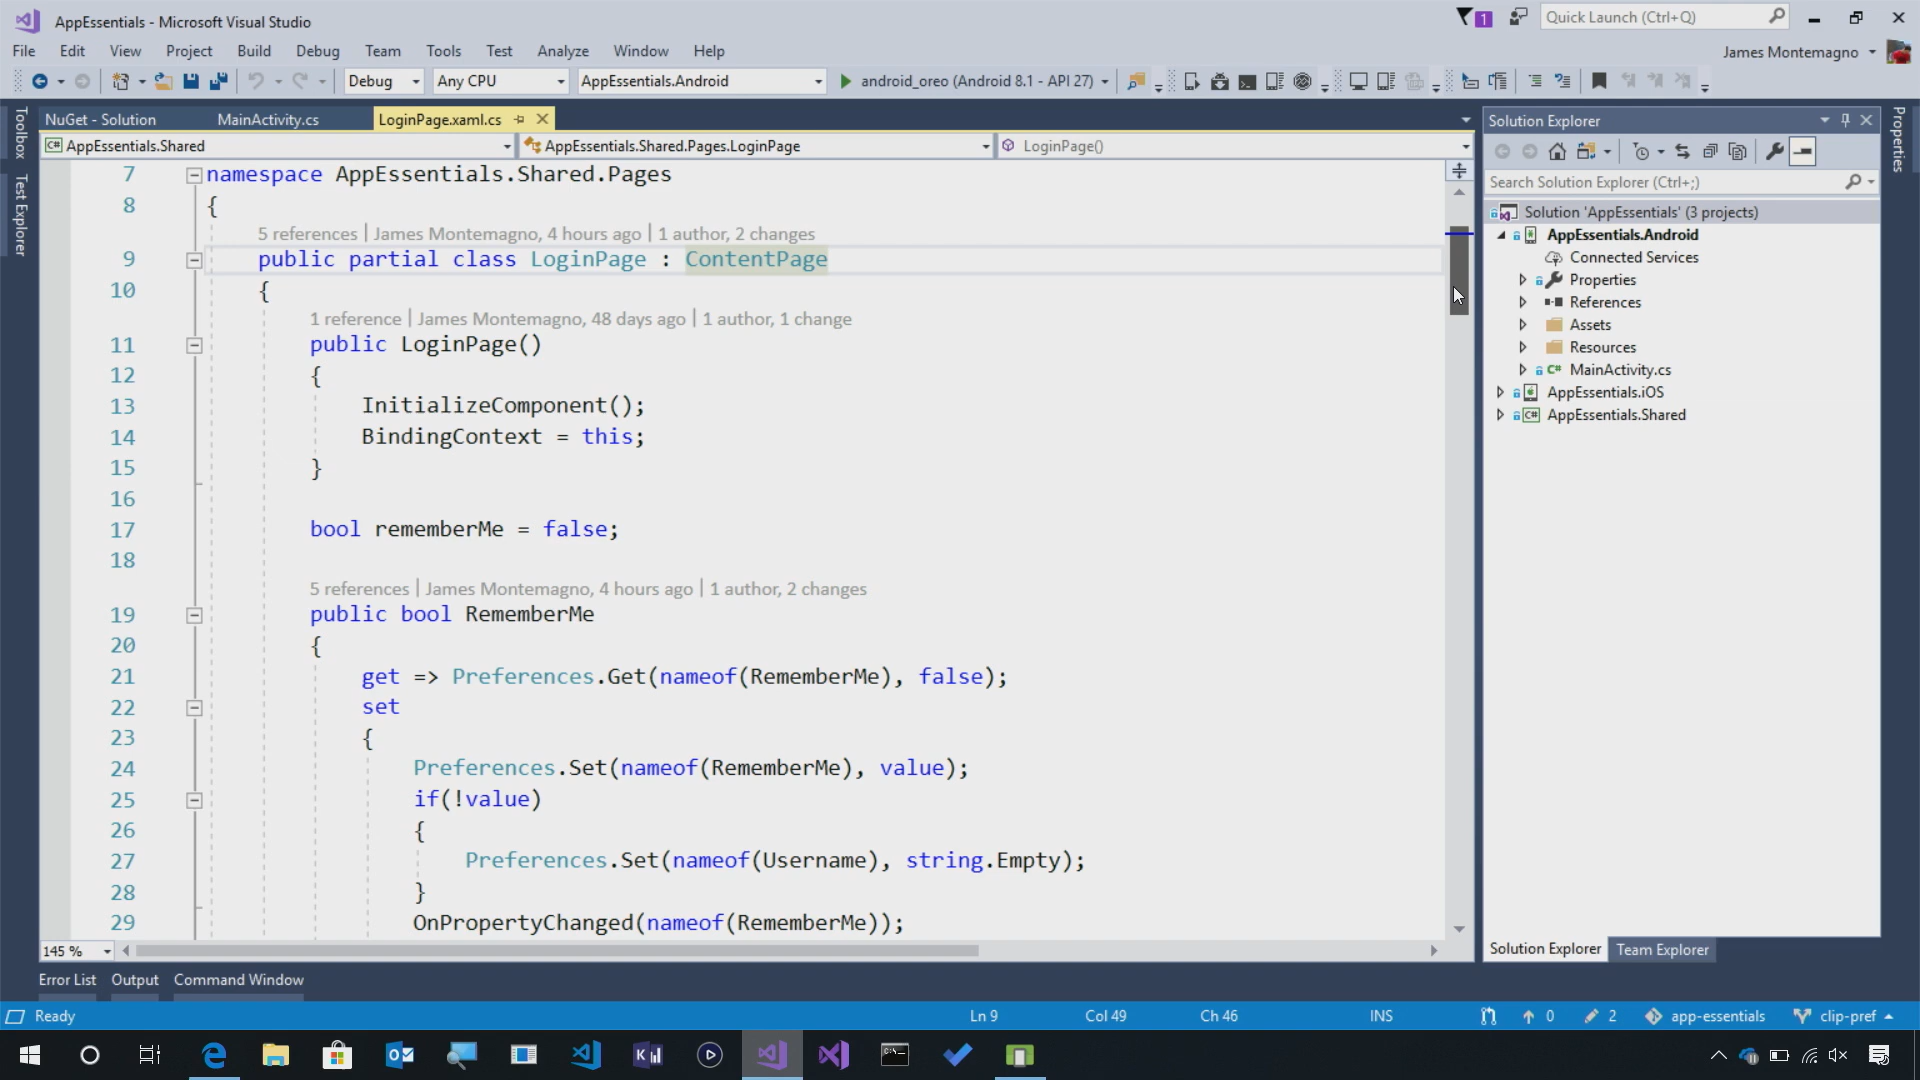 AppEssentials - Microsoft Visual Studio
1
Quick Launch (Ctrl+Q)
File Edit View Project Build Debug Team Tools Test Analyze Window Help
James Montemagno
Debug Any CPU AppEssentials.Android android_oreo (Android 8.1 - API 27)
Toolbox
Test Explorer
NuGet - Solution MainActivity.cs LoginPage.xaml.cs
AppEssentials.Shared AppEssentials.Shared.Pages.LoginPage LoginPage()
7 namespace AppEssentials.Shared.Pages
8 {
5 references | James Montemagno, 4 hours ago | 1 author, 2 changes
9 public partial class LoginPage : ContentPage
10 {
1 reference | James Montemagno, 48 days ago | 1 author, 1 change
11 public LoginPage()
12 {
13 InitializeComponent();
14 BindingContext = this;
15 }
16
17 bool rememberMe = false;
18
5 references | James Montemagno, 4 hours ago | 1 author, 2 changes
19 public bool RememberMe
20 {
21 get => Preferences.Get(nameof(RememberMe), false);
22 set
23 {
24 Preferences.Set(nameof(RememberMe), value);
25 if(!value)
26 {
27 Preferences.Set(nameof(Username), string.Empty);
28 }
29 OnPropertyChanged(nameof(RememberMe));
145 %
Solution Explorer
Search Solution Explorer (Ctrl+;)
Solution 'AppEssentials' (3 projects)
AppEssentials.Android
Connected Services
Properties
References
Assets
Resources
C# MainActivity.cs
AppEssentials.iOS
C# AppEssentials.Shared
Solution Explorer Team Explorer
Properties
Error List Output Command Window
Ready Ln 9 Col 49 Ch 46 INS 0 2 app-essentials clip-pref